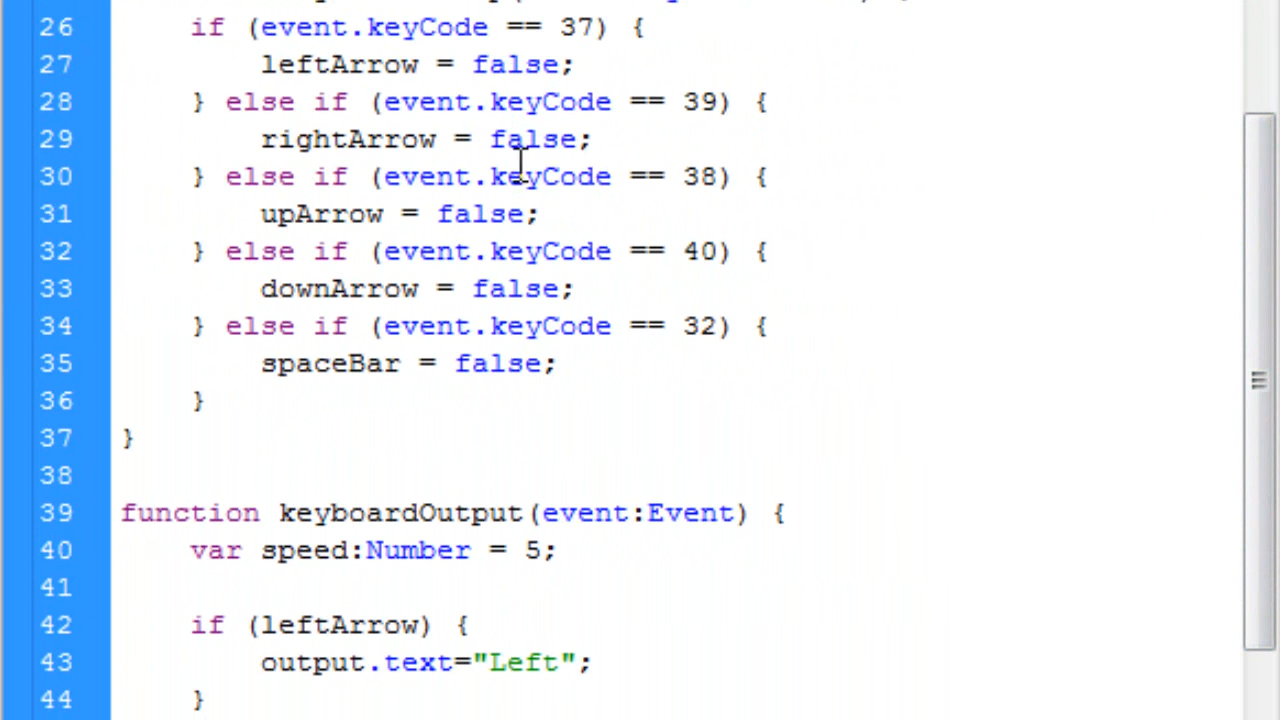 26 if (event.keyCode == 37) {
27 leftArrow = false;
28 } else if (event.keyCode == 39) {
29 rightArrow = false;
30 } else if (event.keyCode == 38) {
31 upArrow = false;
32 } else if (event.keyCode == 40) {
33 downArrow = false;
34 } else if (event.keyCode == 32) {
35 spaceBar = false;
36 }
37 }
38
39 function keyboardOutput(event:Event) {
40 var speed:Number = 5;
41
42 if (leftArrow) {
43 output.text="Left";
44 }